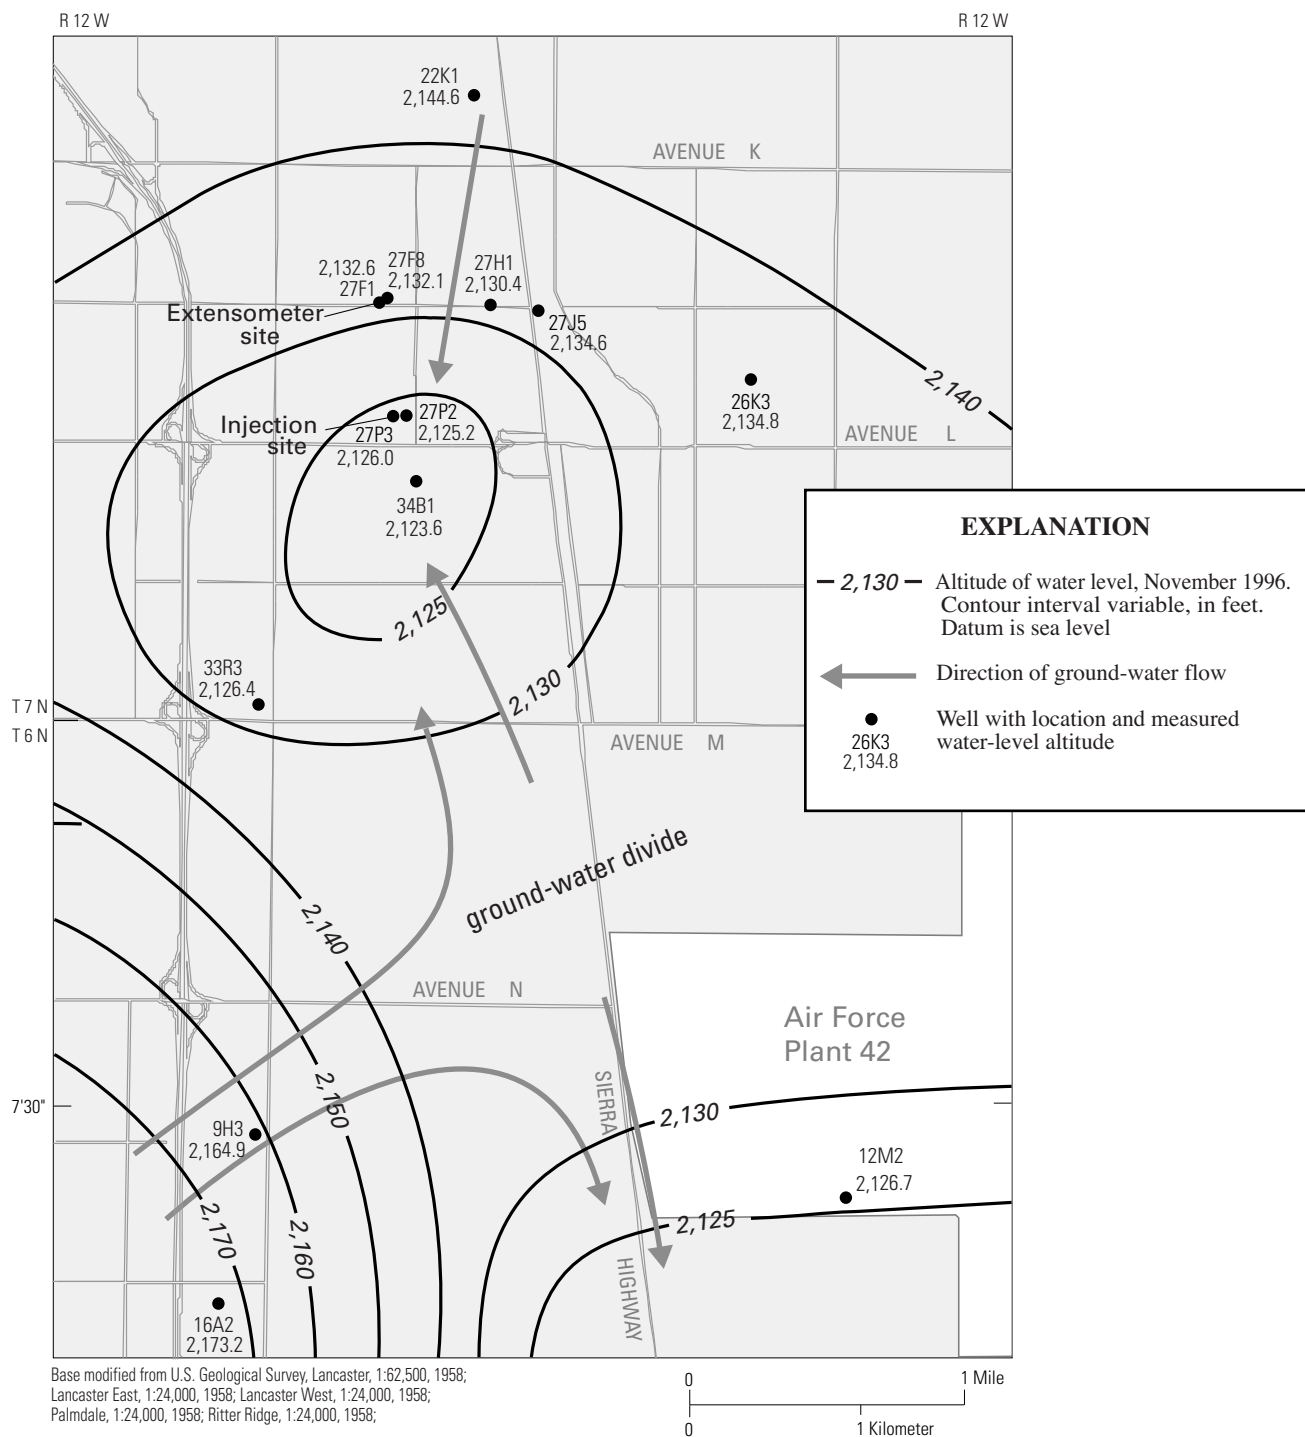 R 12 W
R 12 W
22K1
2,144.6
AVENUE K
2,132.6
27F1
27F8
2,132.1
27H1
2,130.4
Extensometer
site
27J5
2,134.6
2,140
26K3
2,134.8
Injection
site
27P2
2,125.2
27P3
2,126.0
AVENUE L
34B1
2,123.6
2,125
33R3
2,126.4
2,130
T 7 N
T 6 N
AVENUE M
EXPLANATION
2,130
Altitude of water level, November 1996.
Contour interval variable, in feet.
Datum is sea level
Direction of ground-water flow
26K3
2,134.8
Well with location and measured
water-level altitude
ground-water divide
2,140
AVENUE N
Air Force
Plant 42
2,150
SIERRA
2,130
7'30"
9H3
2,164.9
12M2
2,126.7
2,170
2,160
2,125
HIGHWAY
16A2
2,173.2
Base modified from U.S. Geological Survey, Lancaster, 1:62,500, 1958;
Lancaster East, 1:24,000, 1958; Lancaster West, 1:24,000, 1958;
Palmdale, 1:24,000, 1958; Ritter Ridge, 1:24,000, 1958;
0
1 Mile
0
1 Kilometer